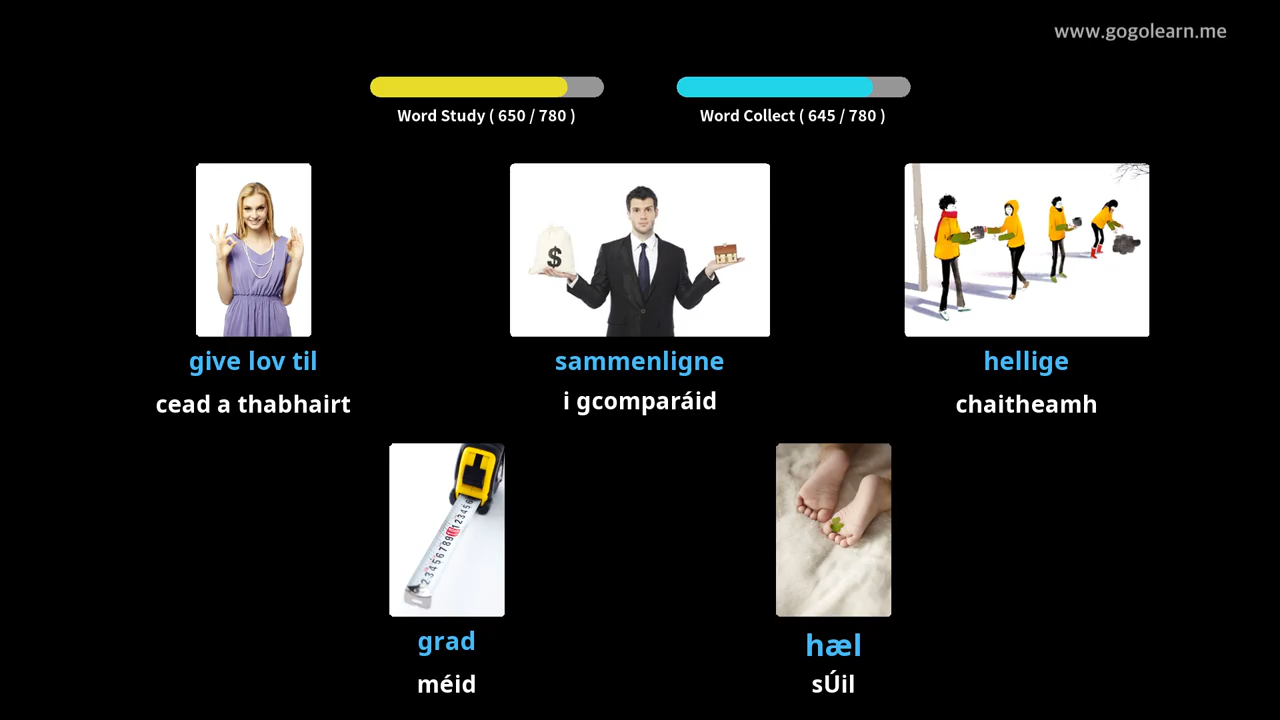 www.gogolearn.me
Word Study ( 650 / 780 )
Word Collect ( 645 / 780 )
$
give lov til
sammenligne
hellige
cead a thabhairt
i gcomparáid
chaitheamh
grad
hæl
méid
sÚil